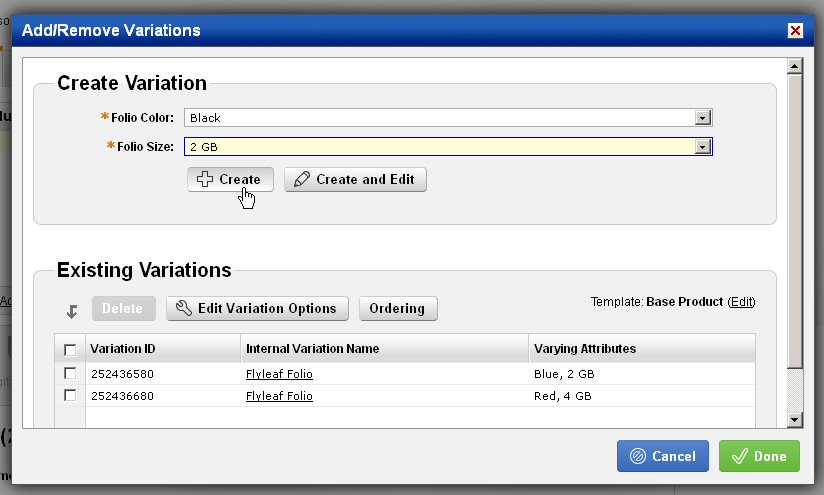 Add/Remove Variations
Create Variation
*Folio Color: Black
*Folio Size: 2 GB
Create Create and Edit
Existing Variations
Delete Edit Variation Options Ordering Template: Base Product (Edit)
Variation ID Internal Variation Name Varying Attributes
252436580 Flyleaf Folio Blue, 2 GB
252436680 Flyleaf Folio Red, 4 GB
Cancel Done